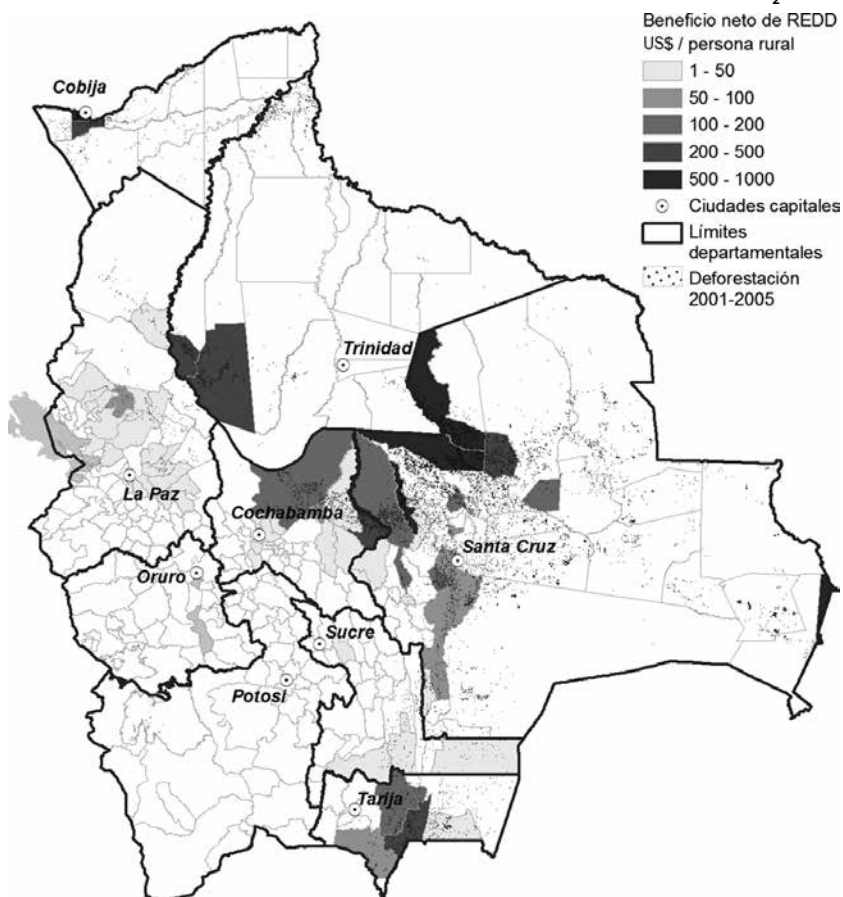 2
Beneficio neto de REDD
US$ / persona rural
1 - 50
50 - 100
100 - 200
200 - 500
500 - 1000
Ciudades capitales
Límites
departamentales
Deforestación
2001-2005
Cobija
Trinidad
La Paz
Cochabamba
Santa Cruz
Oruro
Sucre
Potosi
Tarija